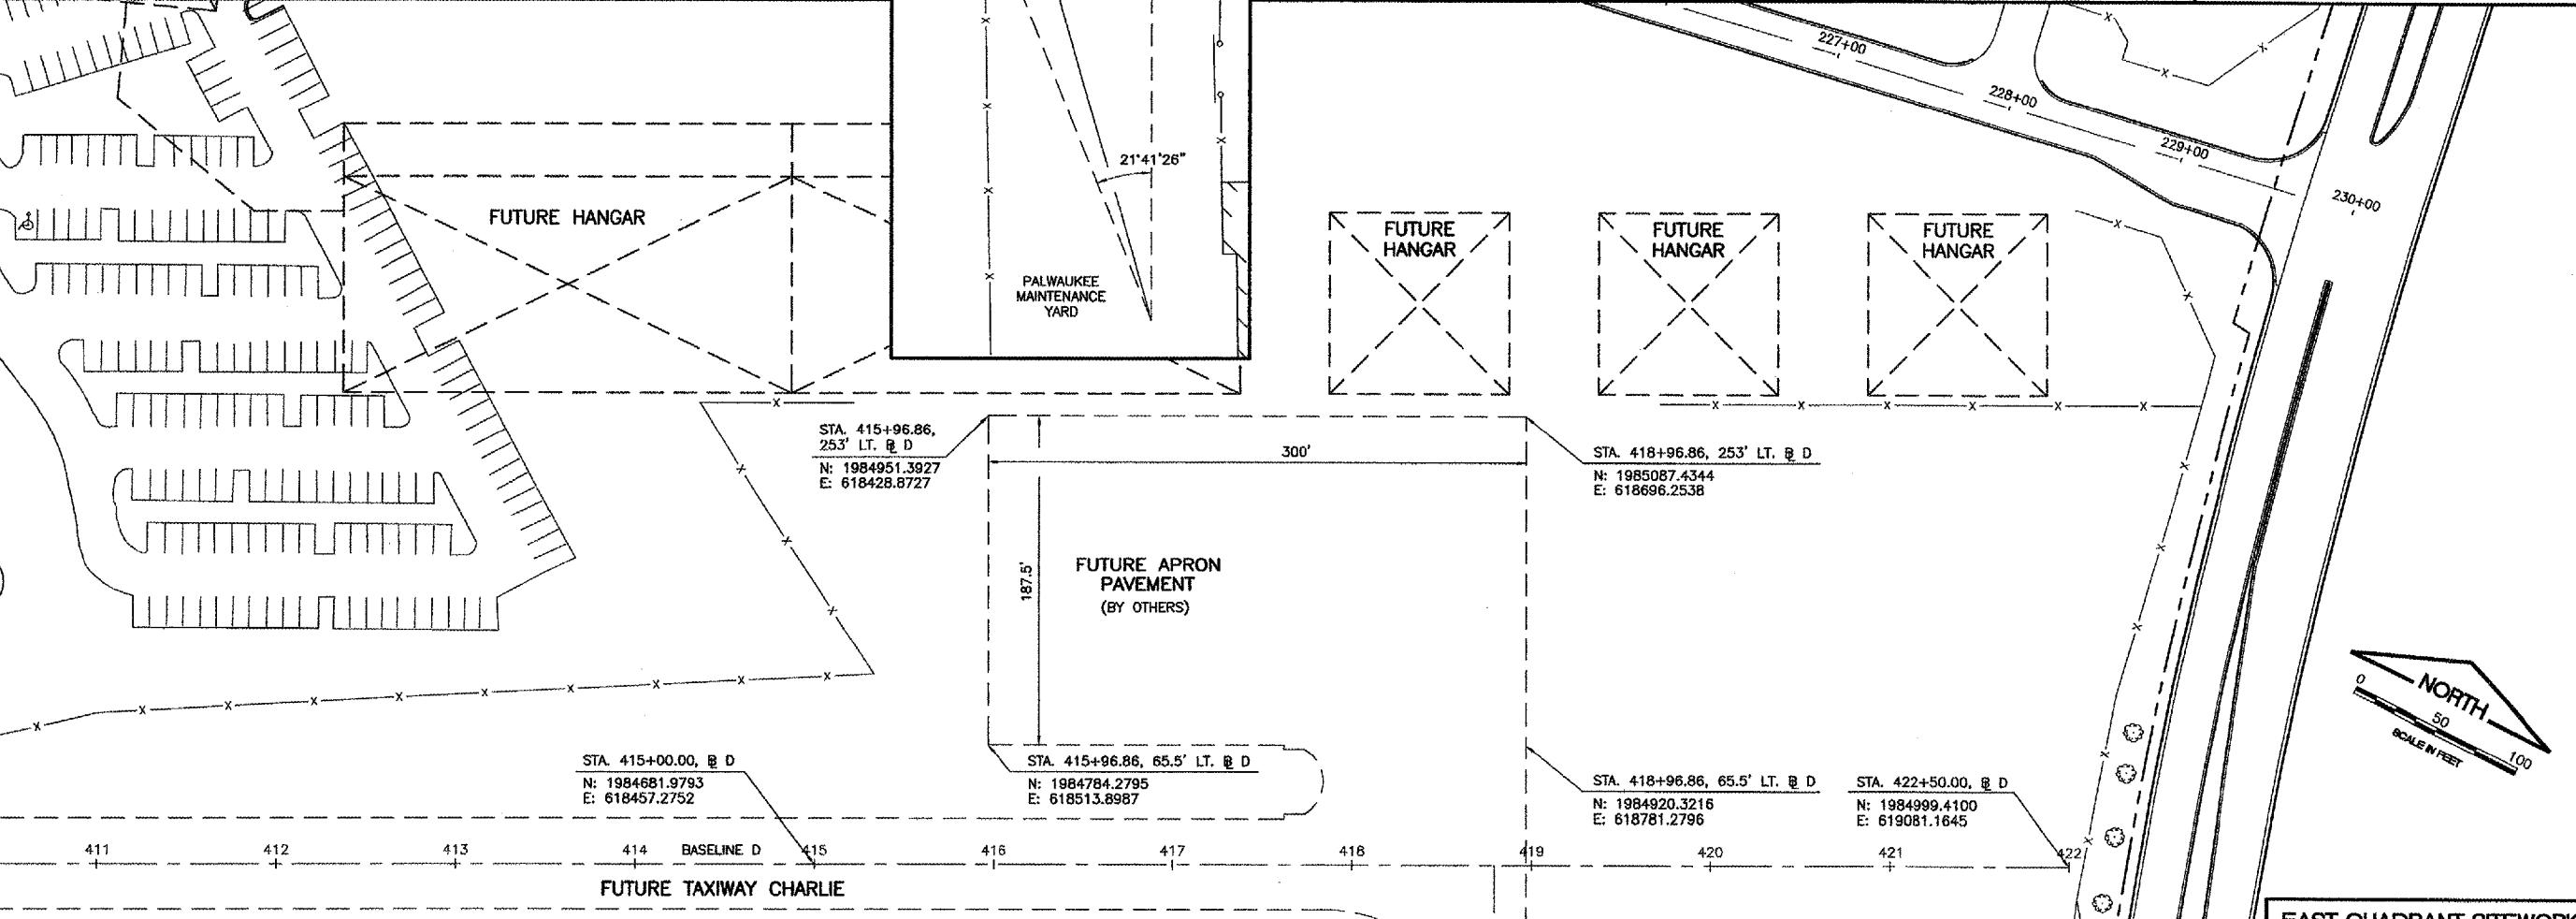 227+00
228+00
229+00
230+00
21°41'26"
FUTURE HANGAR
PALWAUKEE
MAINTENANCE
YARD
FUTURE
HANGAR
FUTURE
HANGAR
FUTURE
HANGAR
STA. 415+96.86,
253' LT. ℄ D
N: 1984951.3927
E: 618428.8727
300'
STA. 418+96.86, 253' LT. ℄ D
N: 1985087.4344
E: 618696.2538
187.5'
FUTURE APRON
PAVEMENT
(BY OTHERS)
NORTH
0 50 100
SCALE IN FEET
STA. 415+00.00, ℄ D
N: 1984681.9793
E: 618457.2752
STA. 415+96.86, 65.5' LT. ℄ D
N: 1984784.2795
E: 618513.8987
STA. 418+96.86, 65.5' LT. ℄ D
N: 1984920.3216
E: 618781.2796
STA. 422+50.00, ℄ D
N: 1984999.4100
E: 619081.1645
411 412 413 414 BASELINE D 415 416 417 418 419 420 421 422
FUTURE TAXIWAY CHARLIE
EAST QUADRANT SITEWORK